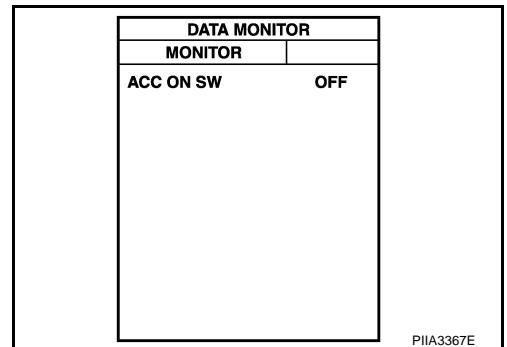 DATA MONITOR
MONITOR
ACC ON SW OFF
PIIA3367E